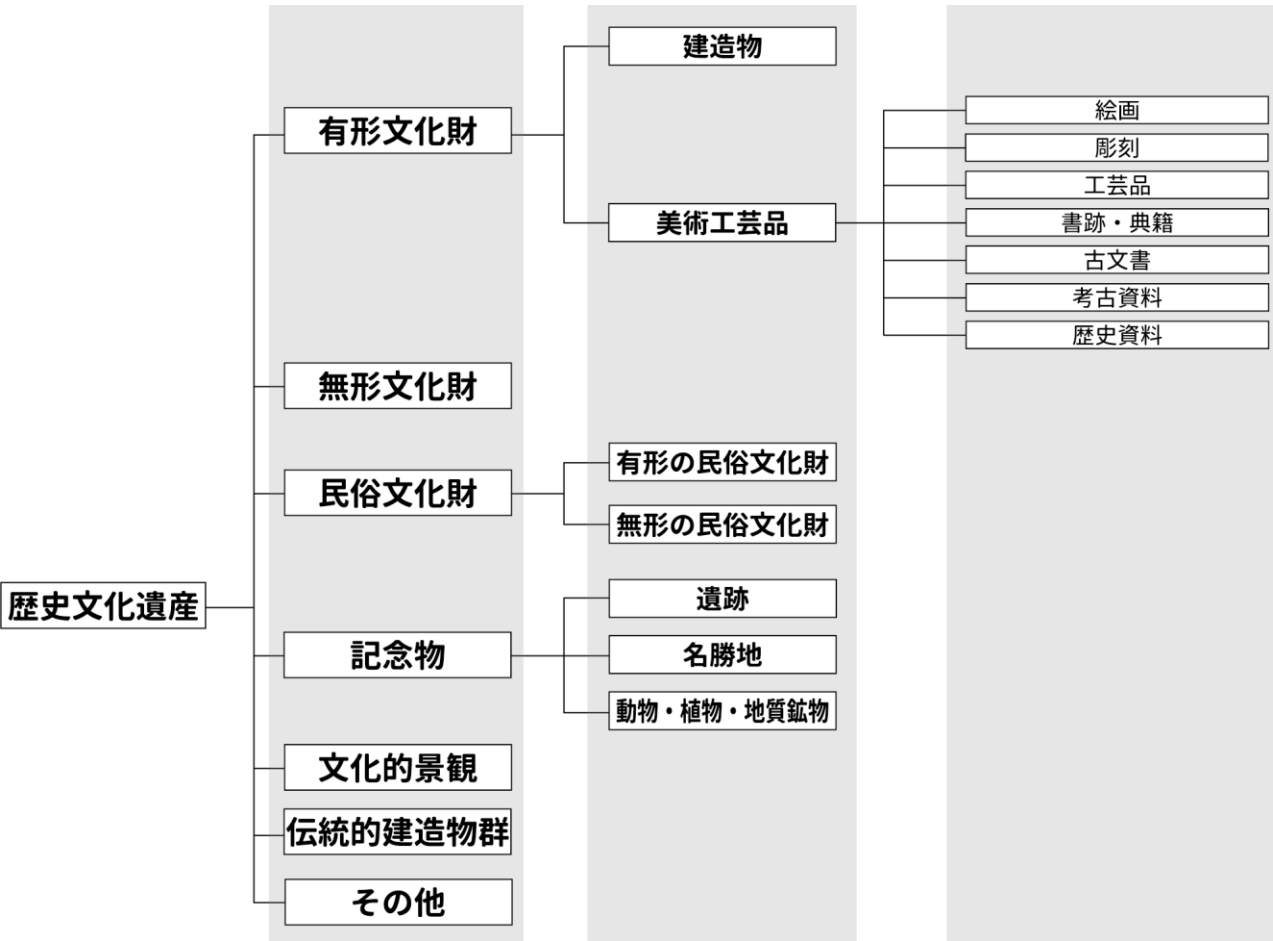 歴史文化遺産
有形文化財
建造物
美術工芸品
絵画
彫刻
工芸品
書跡・典籍
古文書
考古資料
歴史資料
無形文化財
民俗文化財
有形の民俗文化財
無形の民俗文化財
記念物
遺跡
名勝地
動物・植物・地質鉱物
文化的景観
伝統的建造物群
その他